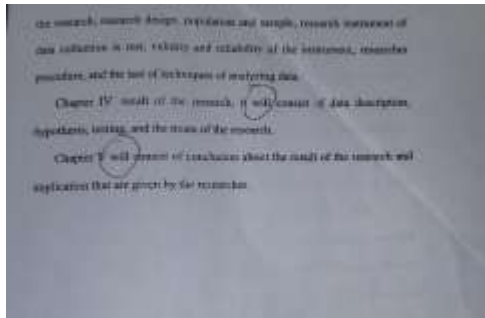 the research, research design, population and sample, research instrument of
data collection is test, validity and reliability of the instrument, researcher
procedure, and the last of techniques of analyzing data.
Chapter IV result of the research, it will consist of data description,
hypothesis, testing, and the result of the research.
Chapter V will consist of conclusion about the result of the research and
implication that are given by the researcher.